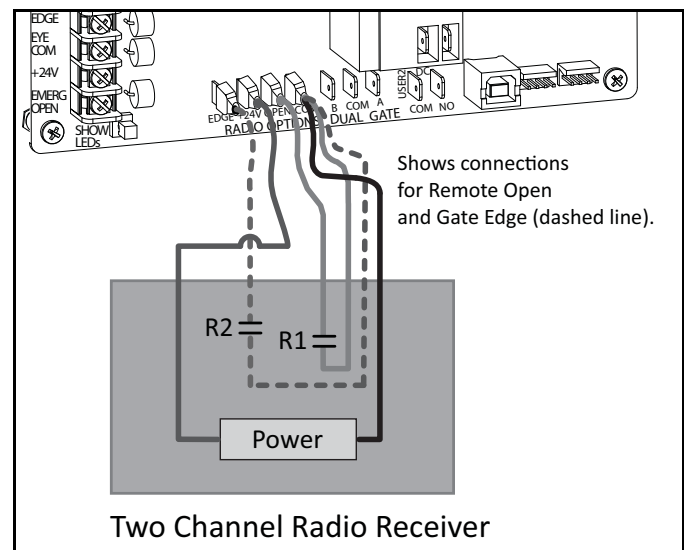 EDGE
EYE
COM
+24V
EMERG
OPEN
SHOW
LEDs
EDGE +24V OPEN
RADIO OPTIONS
B COM A
DUAL GATE
USER2
DC
COM NO
Shows connections
for Remote Open
and Gate Edge (dashed line).
R2
R1
Power
Two Channel Radio Receiver